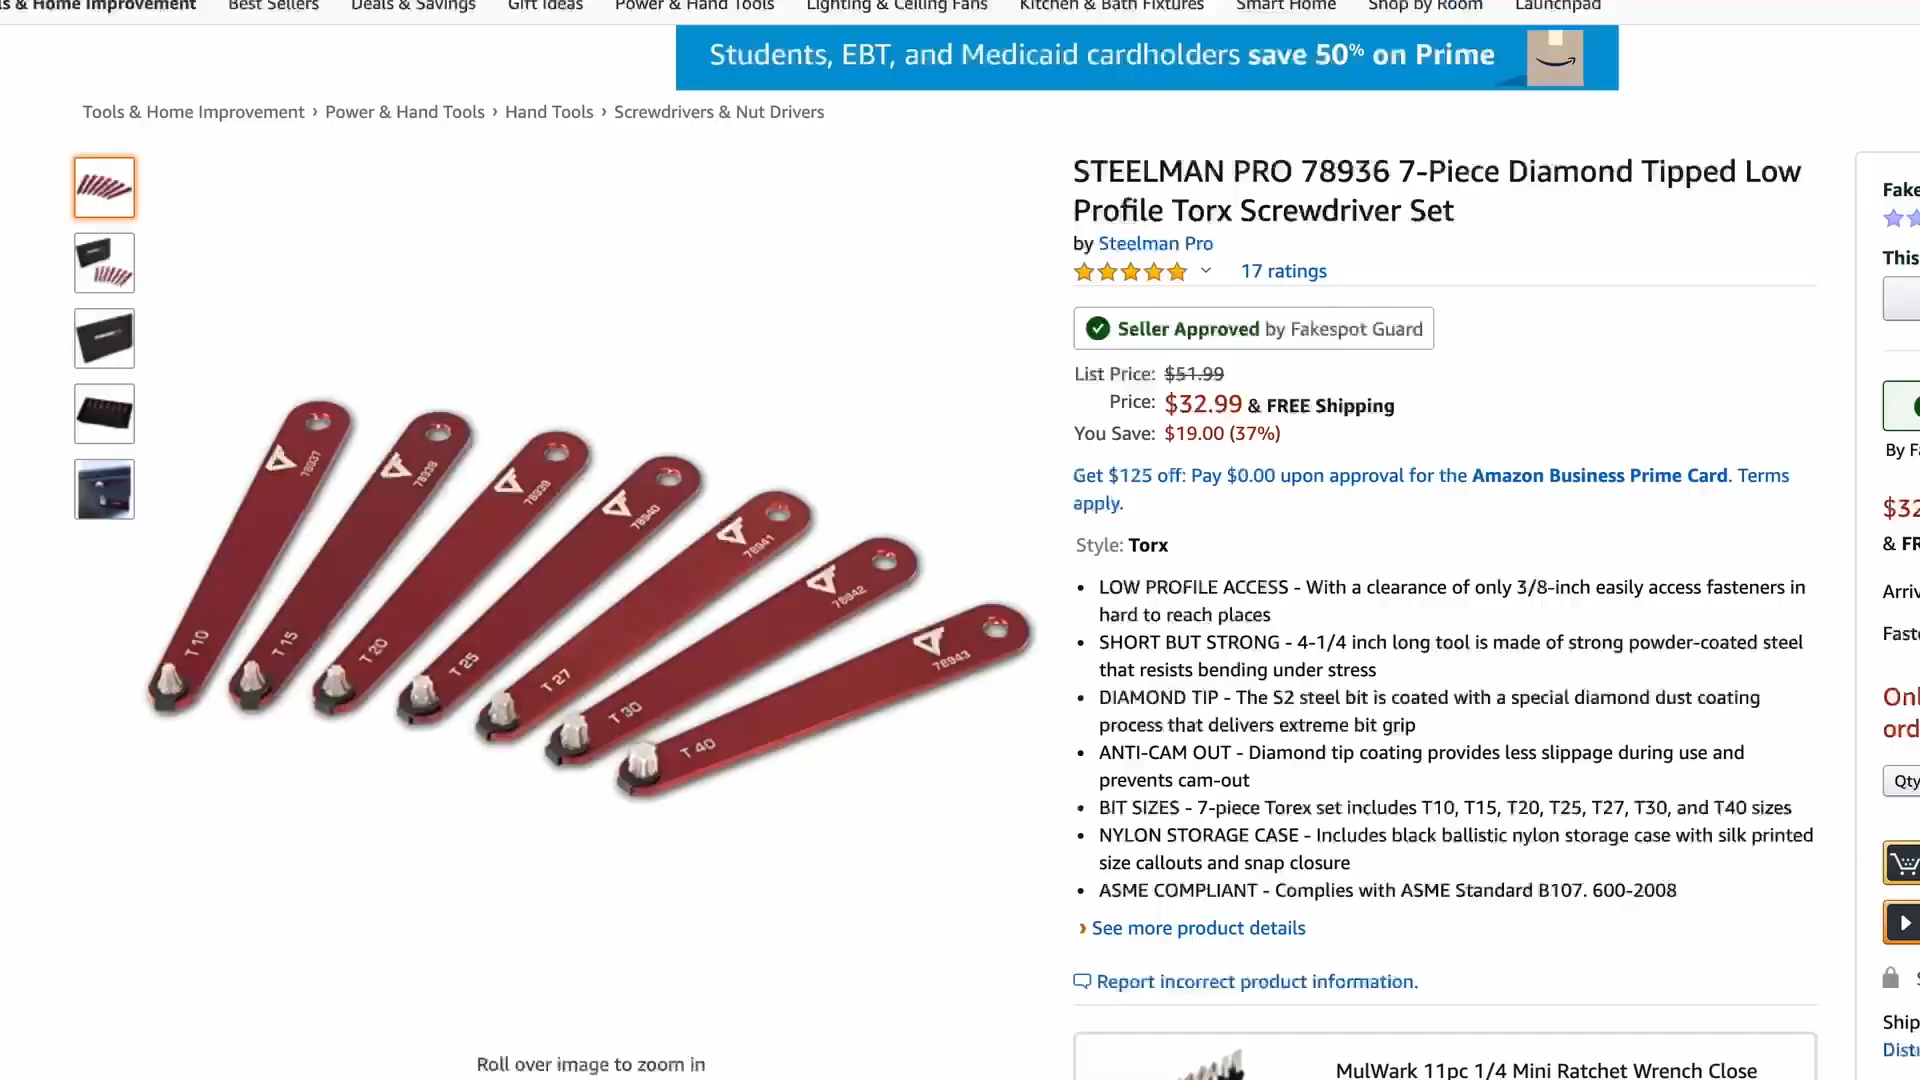 & Home Improvement Best Sellers Deals & Savings Gift Ideas Power & Hand Tools Lighting & Ceiling Fans Kitchen & Bath Fixtures Smart Home Shop by Room Launchpad
Students, EBT, and Medicaid cardholders save 50% on Prime
Tools & Home Improvement › Power & Hand Tools › Hand Tools › Screwdrivers & Nut Drivers
STEELMAN PRO 78936 7-Piece Diamond Tipped Low
Profile Torx Screwdriver Set
by Steelman Pro
17 ratings
Seller Approved by Fakespot Guard
List Price: $51.99
Price: $32.99 & FREE Shipping
You Save: $19.00 (37%)
Get $125 off: Pay $0.00 upon approval for the Amazon Business Prime Card. Terms
apply.
Style: Torx
• LOW PROFILE ACCESS - With a clearance of only 3/8-inch easily access fasteners in
hard to reach places
• SHORT BUT STRONG - 4-1/4 inch long tool is made of strong powder-coated steel
that resists bending under stress
• DIAMOND TIP - The S2 steel bit is coated with a special diamond dust coating
process that delivers extreme bit grip
• ANTI-CAM OUT - Diamond tip coating provides less slippage during use and
prevents cam-out
• BIT SIZES - 7-piece Torex set includes T10, T15, T20, T25, T27, T30, and T40 sizes
• NYLON STORAGE CASE - Includes black ballistic nylon storage case with silk printed
size callouts and snap closure
• ASME COMPLIANT - Complies with ASME Standard B107. 600-2008
› See more product details
Report incorrect product information.
MulWark 11pc 1/4 Mini Ratchet Wrench Close
78937
78938
78939
78940
78941
78942
78943
T 10
T 15
T 20
T 25
T 27
T 30
T 40
Roll over image to zoom in
Fake
This
By Fa
$32
& FR
Arriv
Faste
Onl
ord
Qty
Ship
Distr